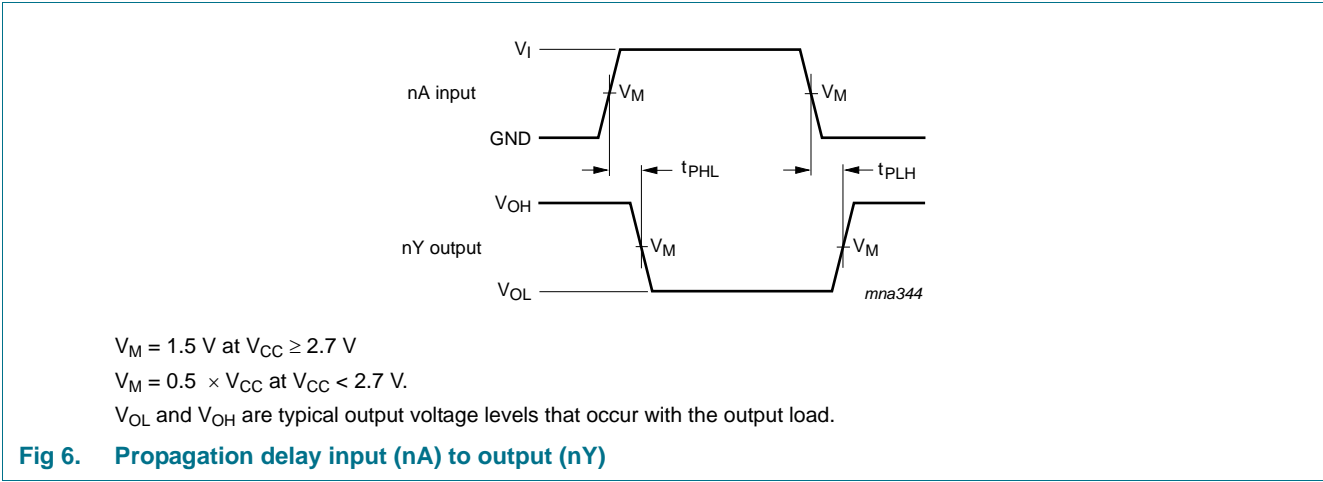 VI
nA input
VM
VM
GND
tPHL
tPLH
VOH
nY output
VM
VM
VOL
mna344
VM = 1.5 V at VCC ≥ 2.7 V
VM = 0.5 × VCC at VCC < 2.7 V.
VOL and VOH are typical output voltage levels that occur with the output load.
Fig 6. Propagation delay input (nA) to output (nY)